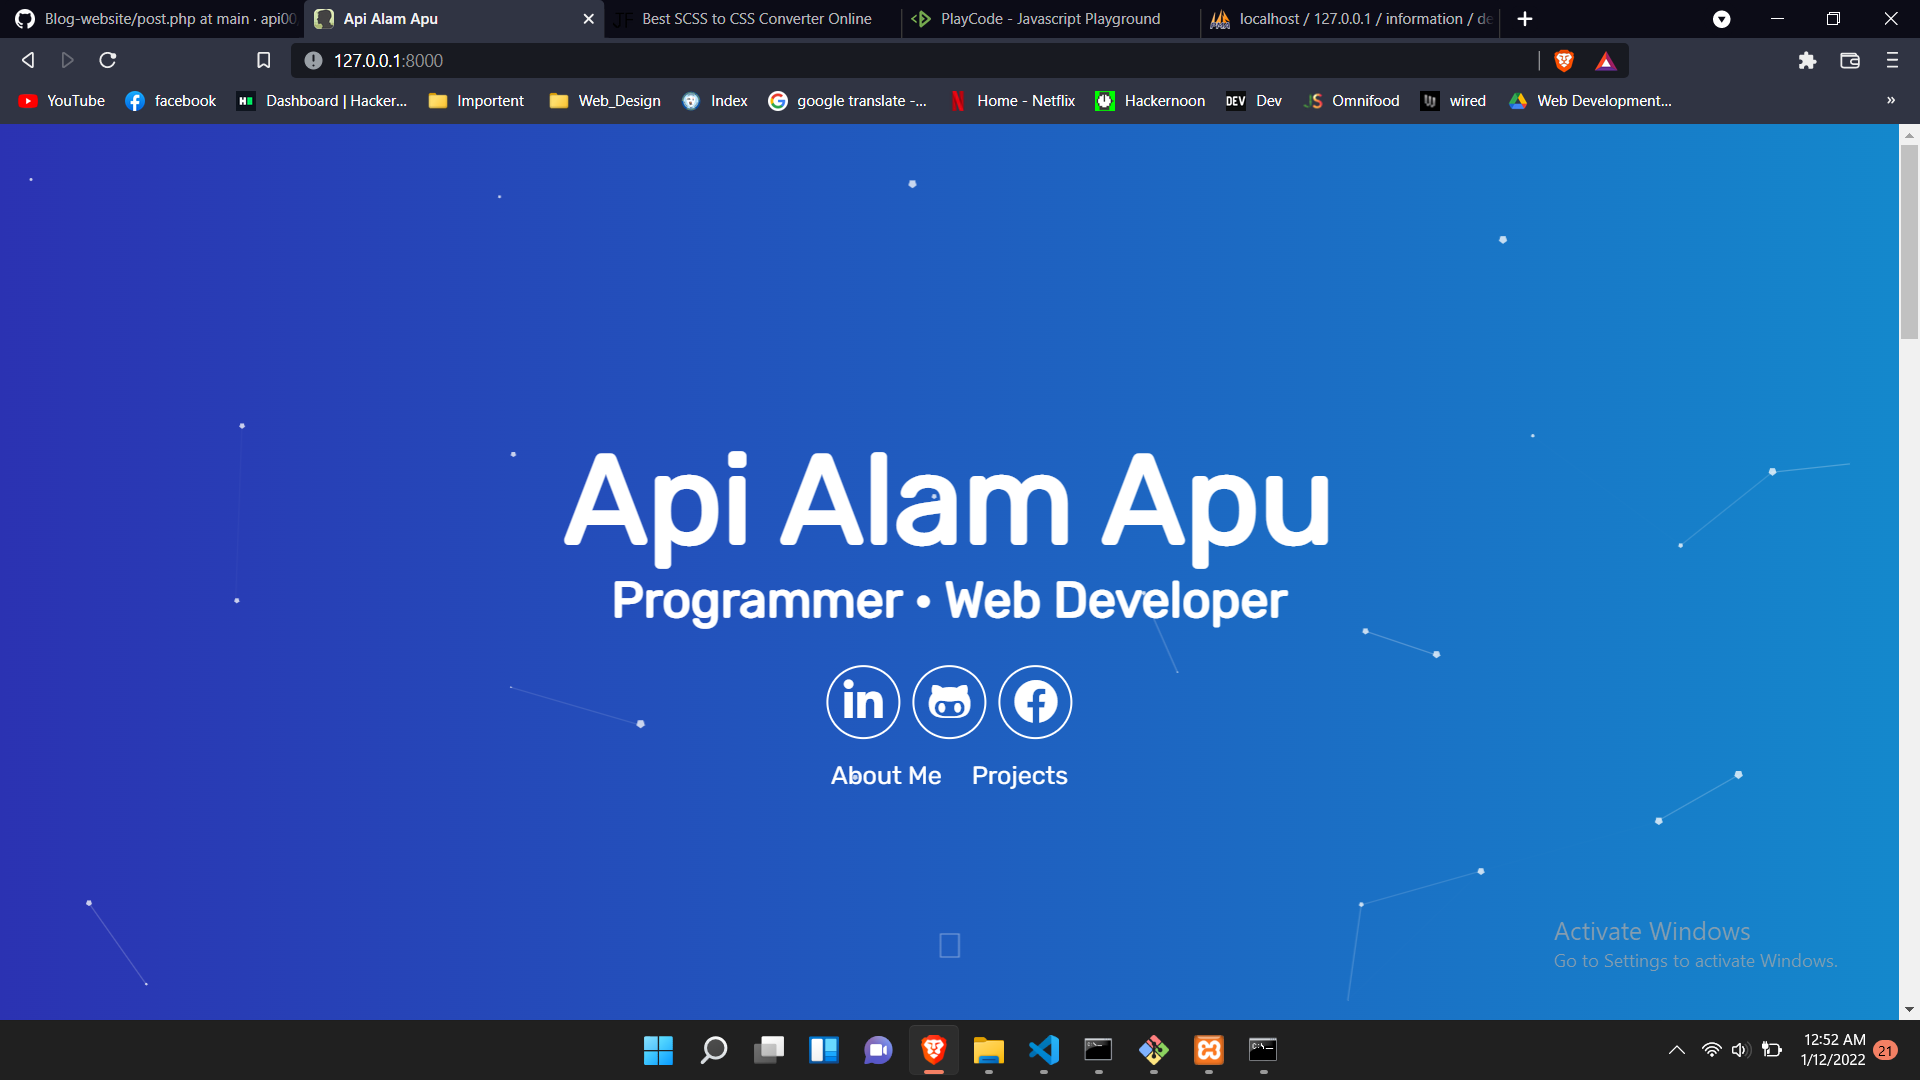 Blog-website/post.php at main · api00
Api Alam Apu
Best SCSS to CSS Converter Online
PlayCode - Javascript Playground
localhost / 127.0.0.1 / information / de
127.0.0.1:8000
YouTube
facebook
Dashboard | Hacker...
Importent
Web_Design
Index
google translate -...
Home - Netflix
Hackernoon
DEV
Dev
JS
Omnifood
wired
Web Development...
»
Api Alam Apu
Programmer • Web Developer
in
About Me
Projects
Activate Windows
Go to Settings to activate Windows.
12:52 AM
1/12/2022
21